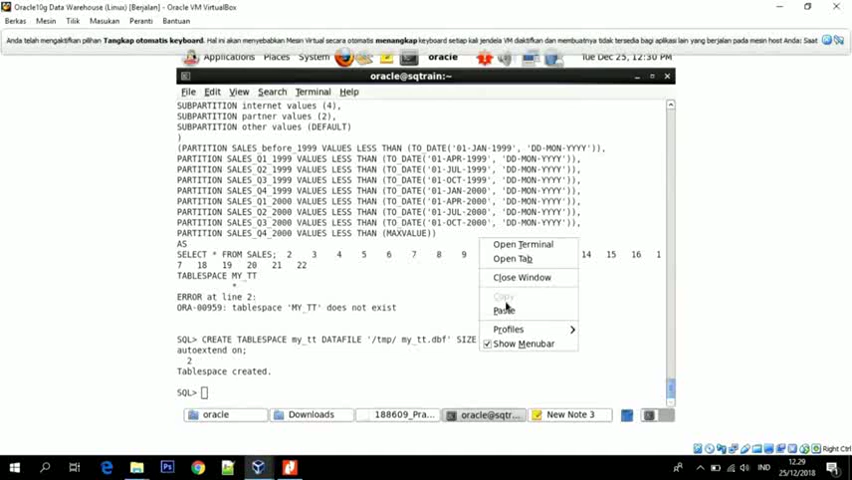 Oracle10g Data Warehouse (Linux) [Berjalan] - Oracle VM VirtualBox
Berkas Mesin Tilik Masukan Peranti Bantuan
Anda telah mengaktifkan pilihan Tangkap otomatis keyboard. Hal ini akan menyebabkan Mesin Virtual secara otomatis menangkap keyboard setiap kali jendela VM diaktifkan dan membuatnya tidak tersedia bagi aplikasi lain yang berjalan pada mesin host Anda: Saat
Applications Places System oracle Tue Dec 25, 12:30 PM
oracle@sqtrain:~
File Edit View Search Terminal Help
SUBPARTITION internet values (4),
SUBPARTITION partner values (2),
SUBPARTITION other values (DEFAULT)
)
(PARTITION SALES_before_1999 VALUES LESS THAN (TO_DATE('01-JAN-1999', 'DD-MON-YYYY')),
PARTITION SALES_Q1_1999 VALUES LESS THAN (TO_DATE('01-APR-1999', 'DD-MON-YYYY')),
PARTITION SALES_Q2_1999 VALUES LESS THAN (TO_DATE('01-JUL-1999', 'DD-MON-YYYY')),
PARTITION SALES_Q3_1999 VALUES LESS THAN (TO_DATE('01-OCT-1999', 'DD-MON-YYYY')),
PARTITION SALES_Q4_1999 VALUES LESS THAN (TO_DATE('01-JAN-2000', 'DD-MON-YYYY')),
PARTITION SALES_Q1_2000 VALUES LESS THAN (TO_DATE('01-APR-2000', 'DD-MON-YYYY')),
PARTITION SALES_Q2_2000 VALUES LESS THAN (TO_DATE('01-JUL-2000', 'DD-MON-YYYY')),
PARTITION SALES_Q3_2000 VALUES LESS THAN (TO_DATE('01-OCT-2000', 'DD-MON-YYYY')),
PARTITION SALES_Q4_2000 VALUES LESS THAN (MAXVALUE))
AS
SELECT * FROM SALES; 2 3 4 5 6 7 8 9 14 15 16 1
7 18 19 20 21 22
TABLESPACE MY_TT
*
ERROR at line 2:
ORA-00959: tablespace 'MY_TT' does not exist
SQL> CREATE TABLESPACE my_tt DATAFILE '/tmp/ my_tt.dbf' SIZE
autoextend on;
2
Tablespace created.
SQL>
Open Terminal
Open Tab
Close Window
Copy
Paste
Profiles
Show Menubar
oracle Downloads 188609_Pra... oracle@sqtr... New Note 3
Right Ctrl
IND 12.29
25/12/2018